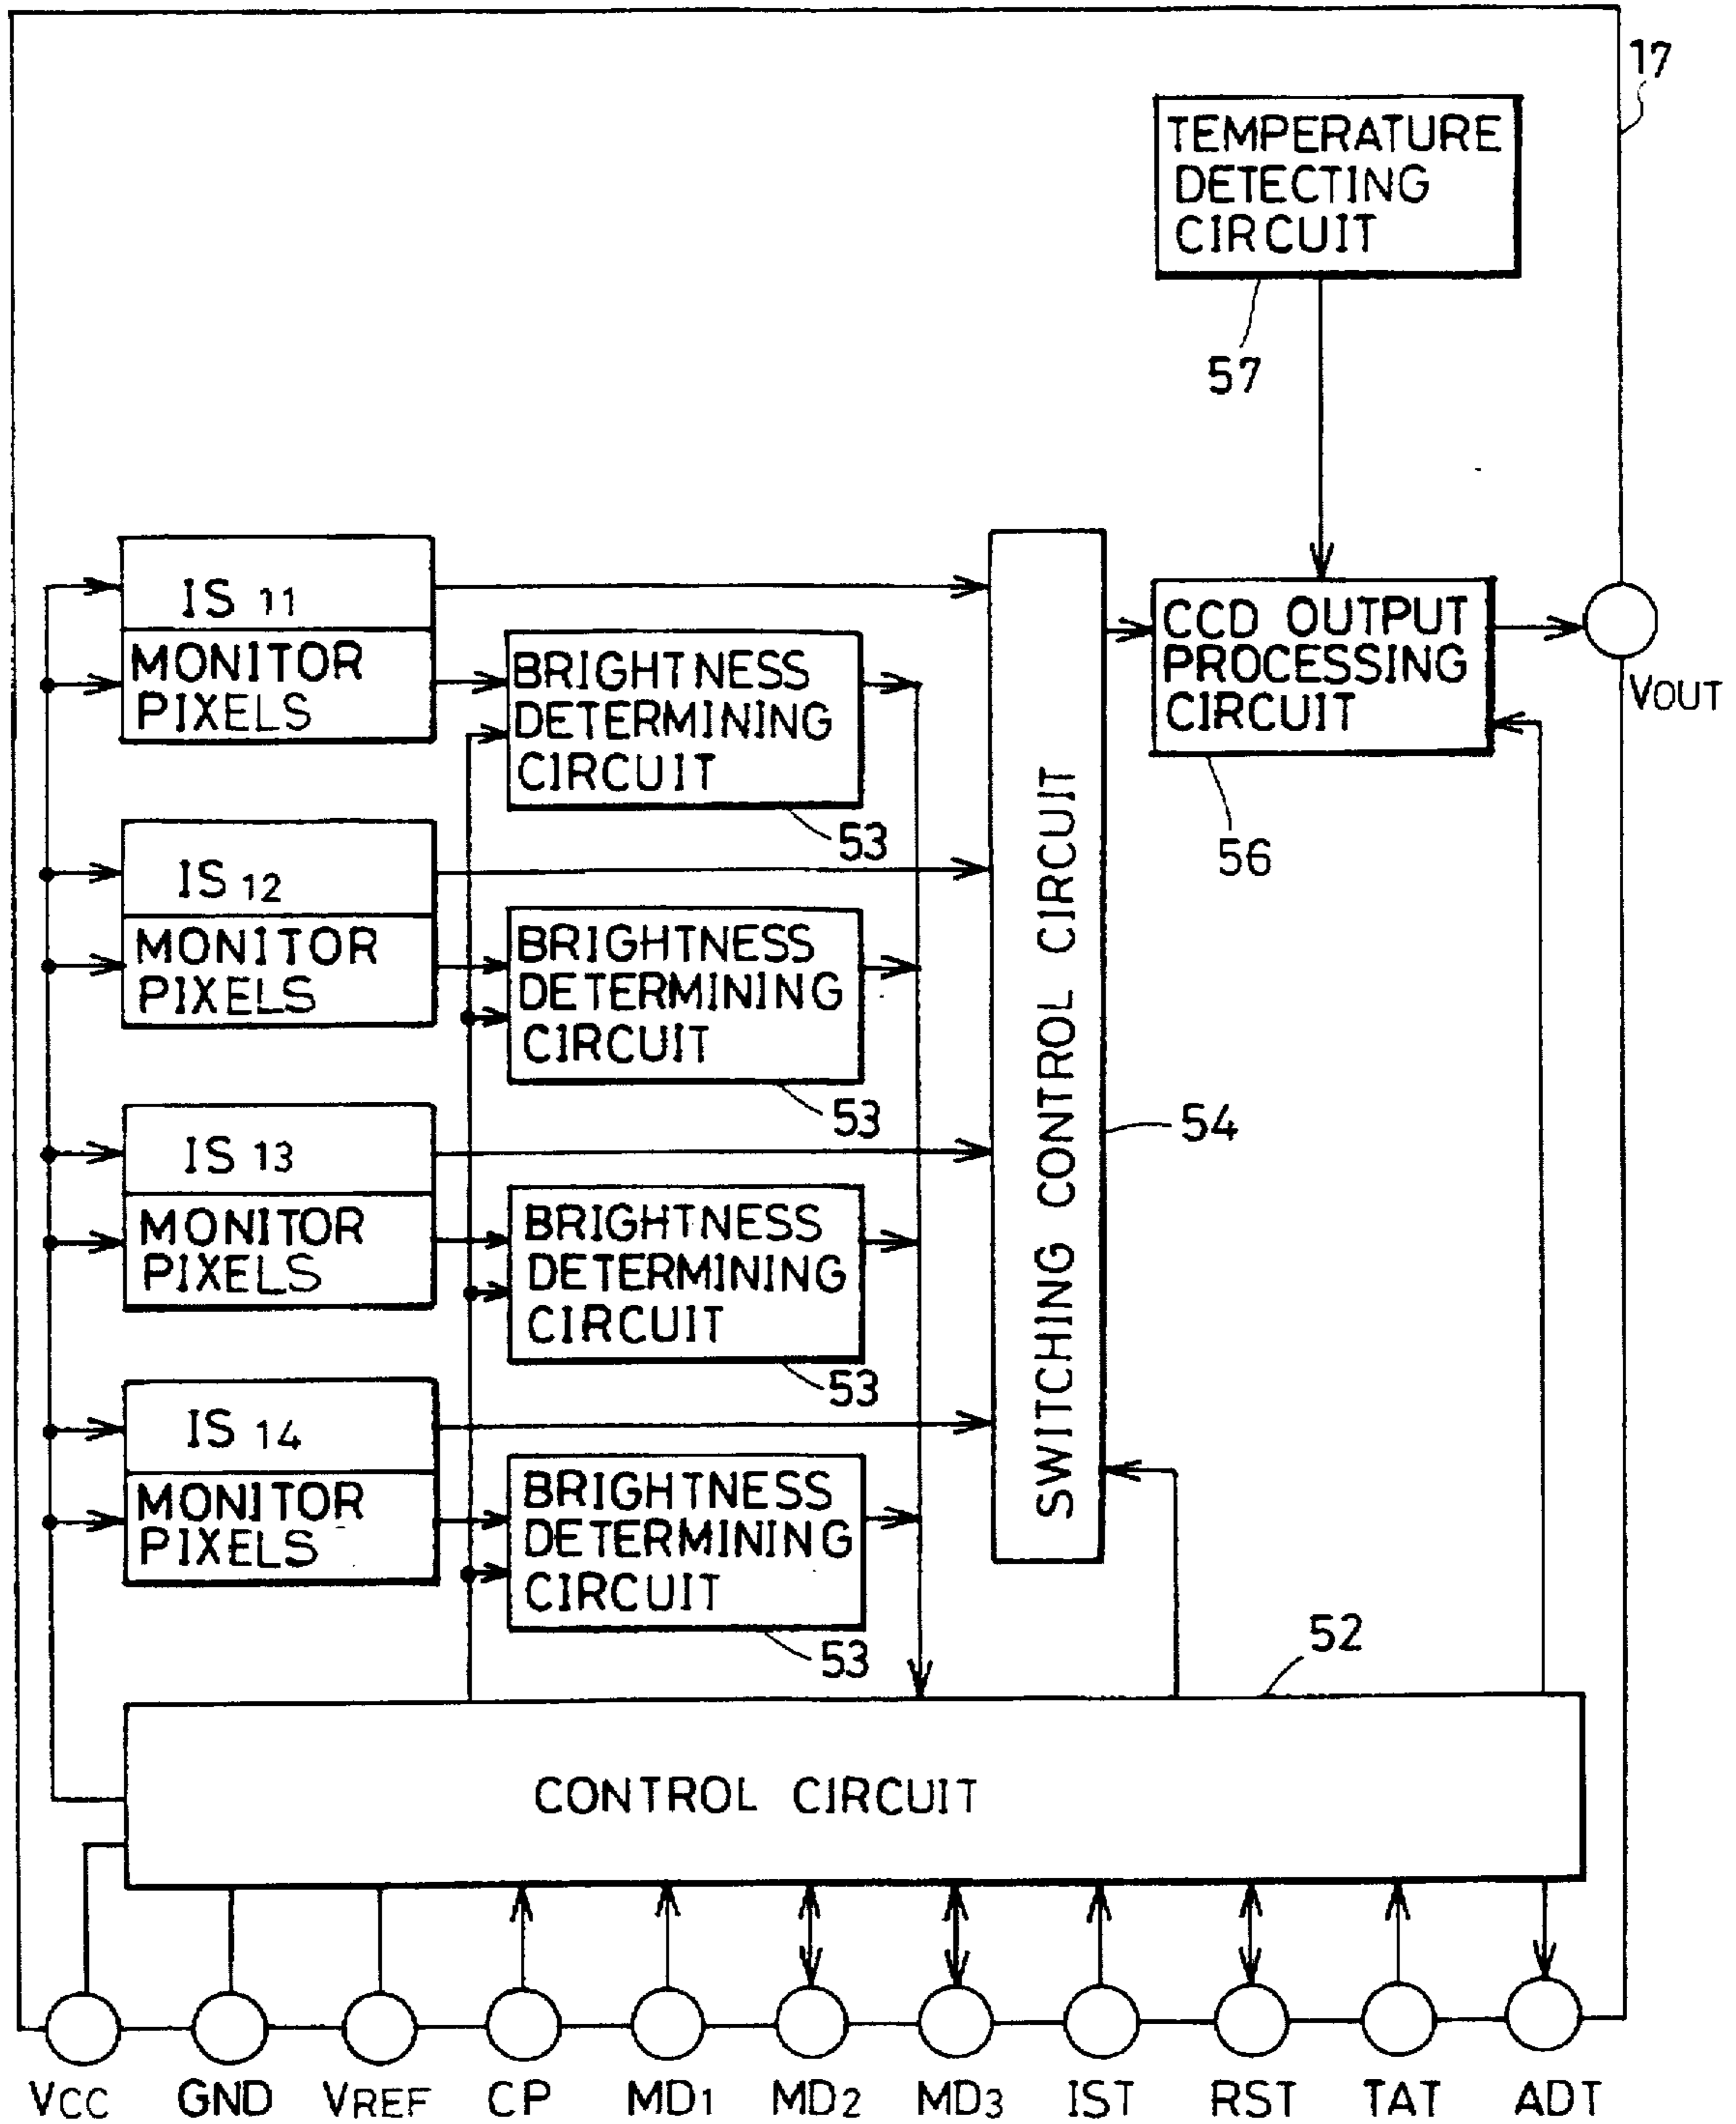 17
TEMPERATURE
DETECTING
CIRCUIT
57
IS 11
MONITOR
PIXELS
BRIGHTNESS
DETERMINING
CIRCUIT
53
CCD OUTPUT
PROCESSING
CIRCUIT
56
VOUT
IS 12
MONITOR
PIXELS
BRIGHTNESS
DETERMINING
CIRCUIT
53
SWITCHING CONTROL CIRCUIT
54
IS 13
MONITOR
PIXELS
BRIGHTNESS
DETERMINING
CIRCUIT
53
IS 14
MONITOR
PIXELS
BRIGHTNESS
DETERMINING
CIRCUIT
53
52
CONTROL CIRCUIT
VCC GND VREF CP MD1 MD2 MD3 IST RST TAT ADT